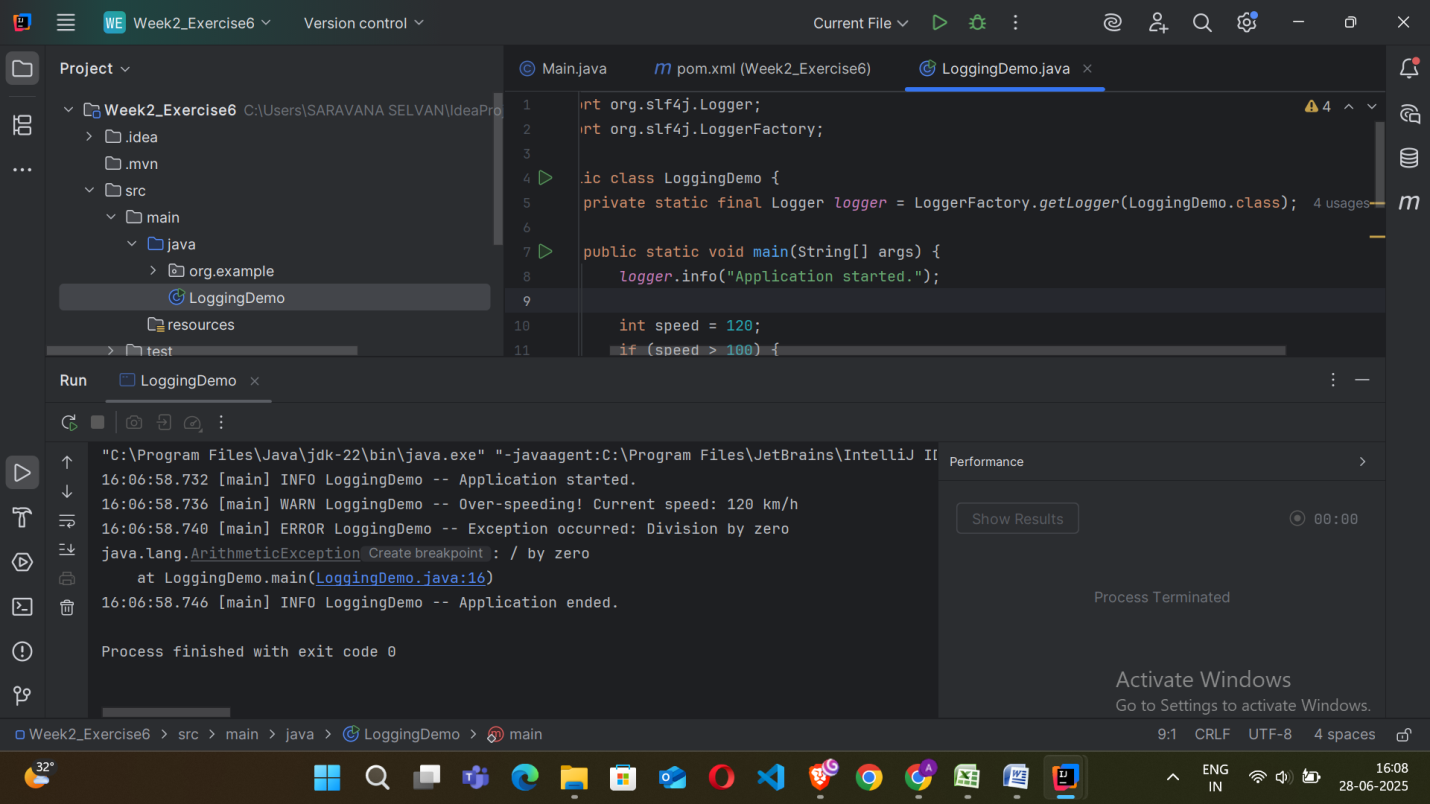 WE Week2_Exercise6 Version control Current File
Project
Main.java pom.xml (Week2_Exercise6) LoggingDemo.java
Week2_Exercise6 C:\Users\SARAVANA SELVAN\IdeaPro
.idea
.mvn
src
main
java
org.example
LoggingDemo
resources
test
4
1 ort org.slf4j.Logger;
2 ort org.slf4j.LoggerFactory;
3
4 lic class LoggingDemo {
5 private static final Logger logger = LoggerFactory.getLogger(LoggingDemo.class); 4 usages
6
7 public static void main(String[] args) {
8 logger.info("Application started.");
9
10 int speed = 120;
11 if (speed > 100) {
Run LoggingDemo
"C:\Program Files\Java\jdk-22\bin\java.exe" "-javaagent:C:\Program Files\JetBrains\IntelliJ ID
16:06:58.732 [main] INFO LoggingDemo -- Application started.
16:06:58.736 [main] WARN LoggingDemo -- Over-speeding! Current speed: 120 km/h
16:06:58.740 [main] ERROR LoggingDemo -- Exception occurred: Division by zero
java.lang.ArithmeticException Create breakpoint : / by zero
at LoggingDemo.main(LoggingDemo.java:16)
16:06:58.746 [main] INFO LoggingDemo -- Application ended.
Process finished with exit code 0
Performance
Show Results 00:00
Process Terminated
Activate Windows
Go to Settings to activate Windows.
Week2_Exercise6 > src > main > java > LoggingDemo > main 9:1 CRLF UTF-8 4 spaces
32°
ENG
IN
16:08
28-06-2025